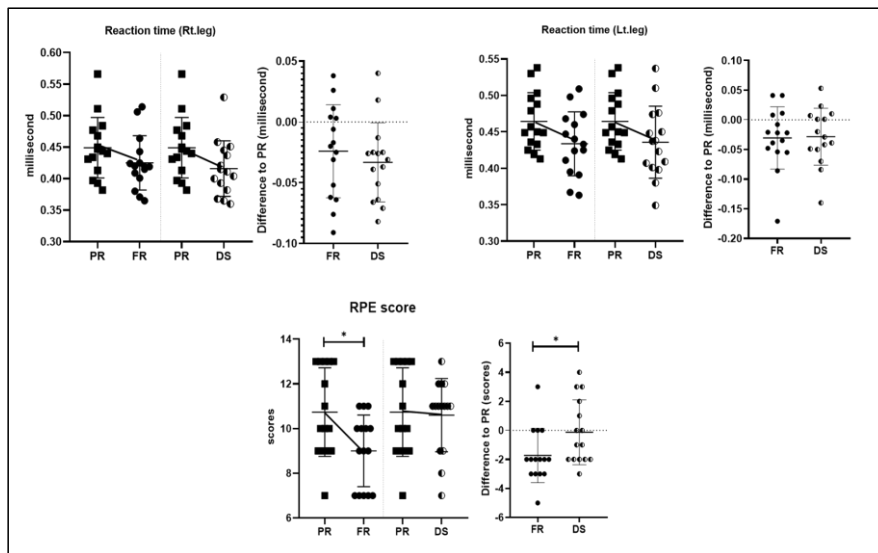 Reaction time (Rt.leg)
millisecond
0.60
0.55
0.50
0.45
0.40
0.35
0.30
PR
FR
PR
DS
Difference to PR (millisecond)
0.05
0.00
-0.05
-0.10
FR
DS
Reaction time (Lt.leg)
millisecond
0.55
0.50
0.45
0.40
0.35
0.30
PR
FR
PR
DS
Difference to PR (millisecond)
0.10
0.05
0.00
-0.05
-0.10
-0.15
-0.20
FR
DS
RPE score
scores
14
12
10
8
6
*
PR
FR
PR
DS
Difference to PR (scores)
6
4
2
0
-2
-4
-6
*
FR
DS